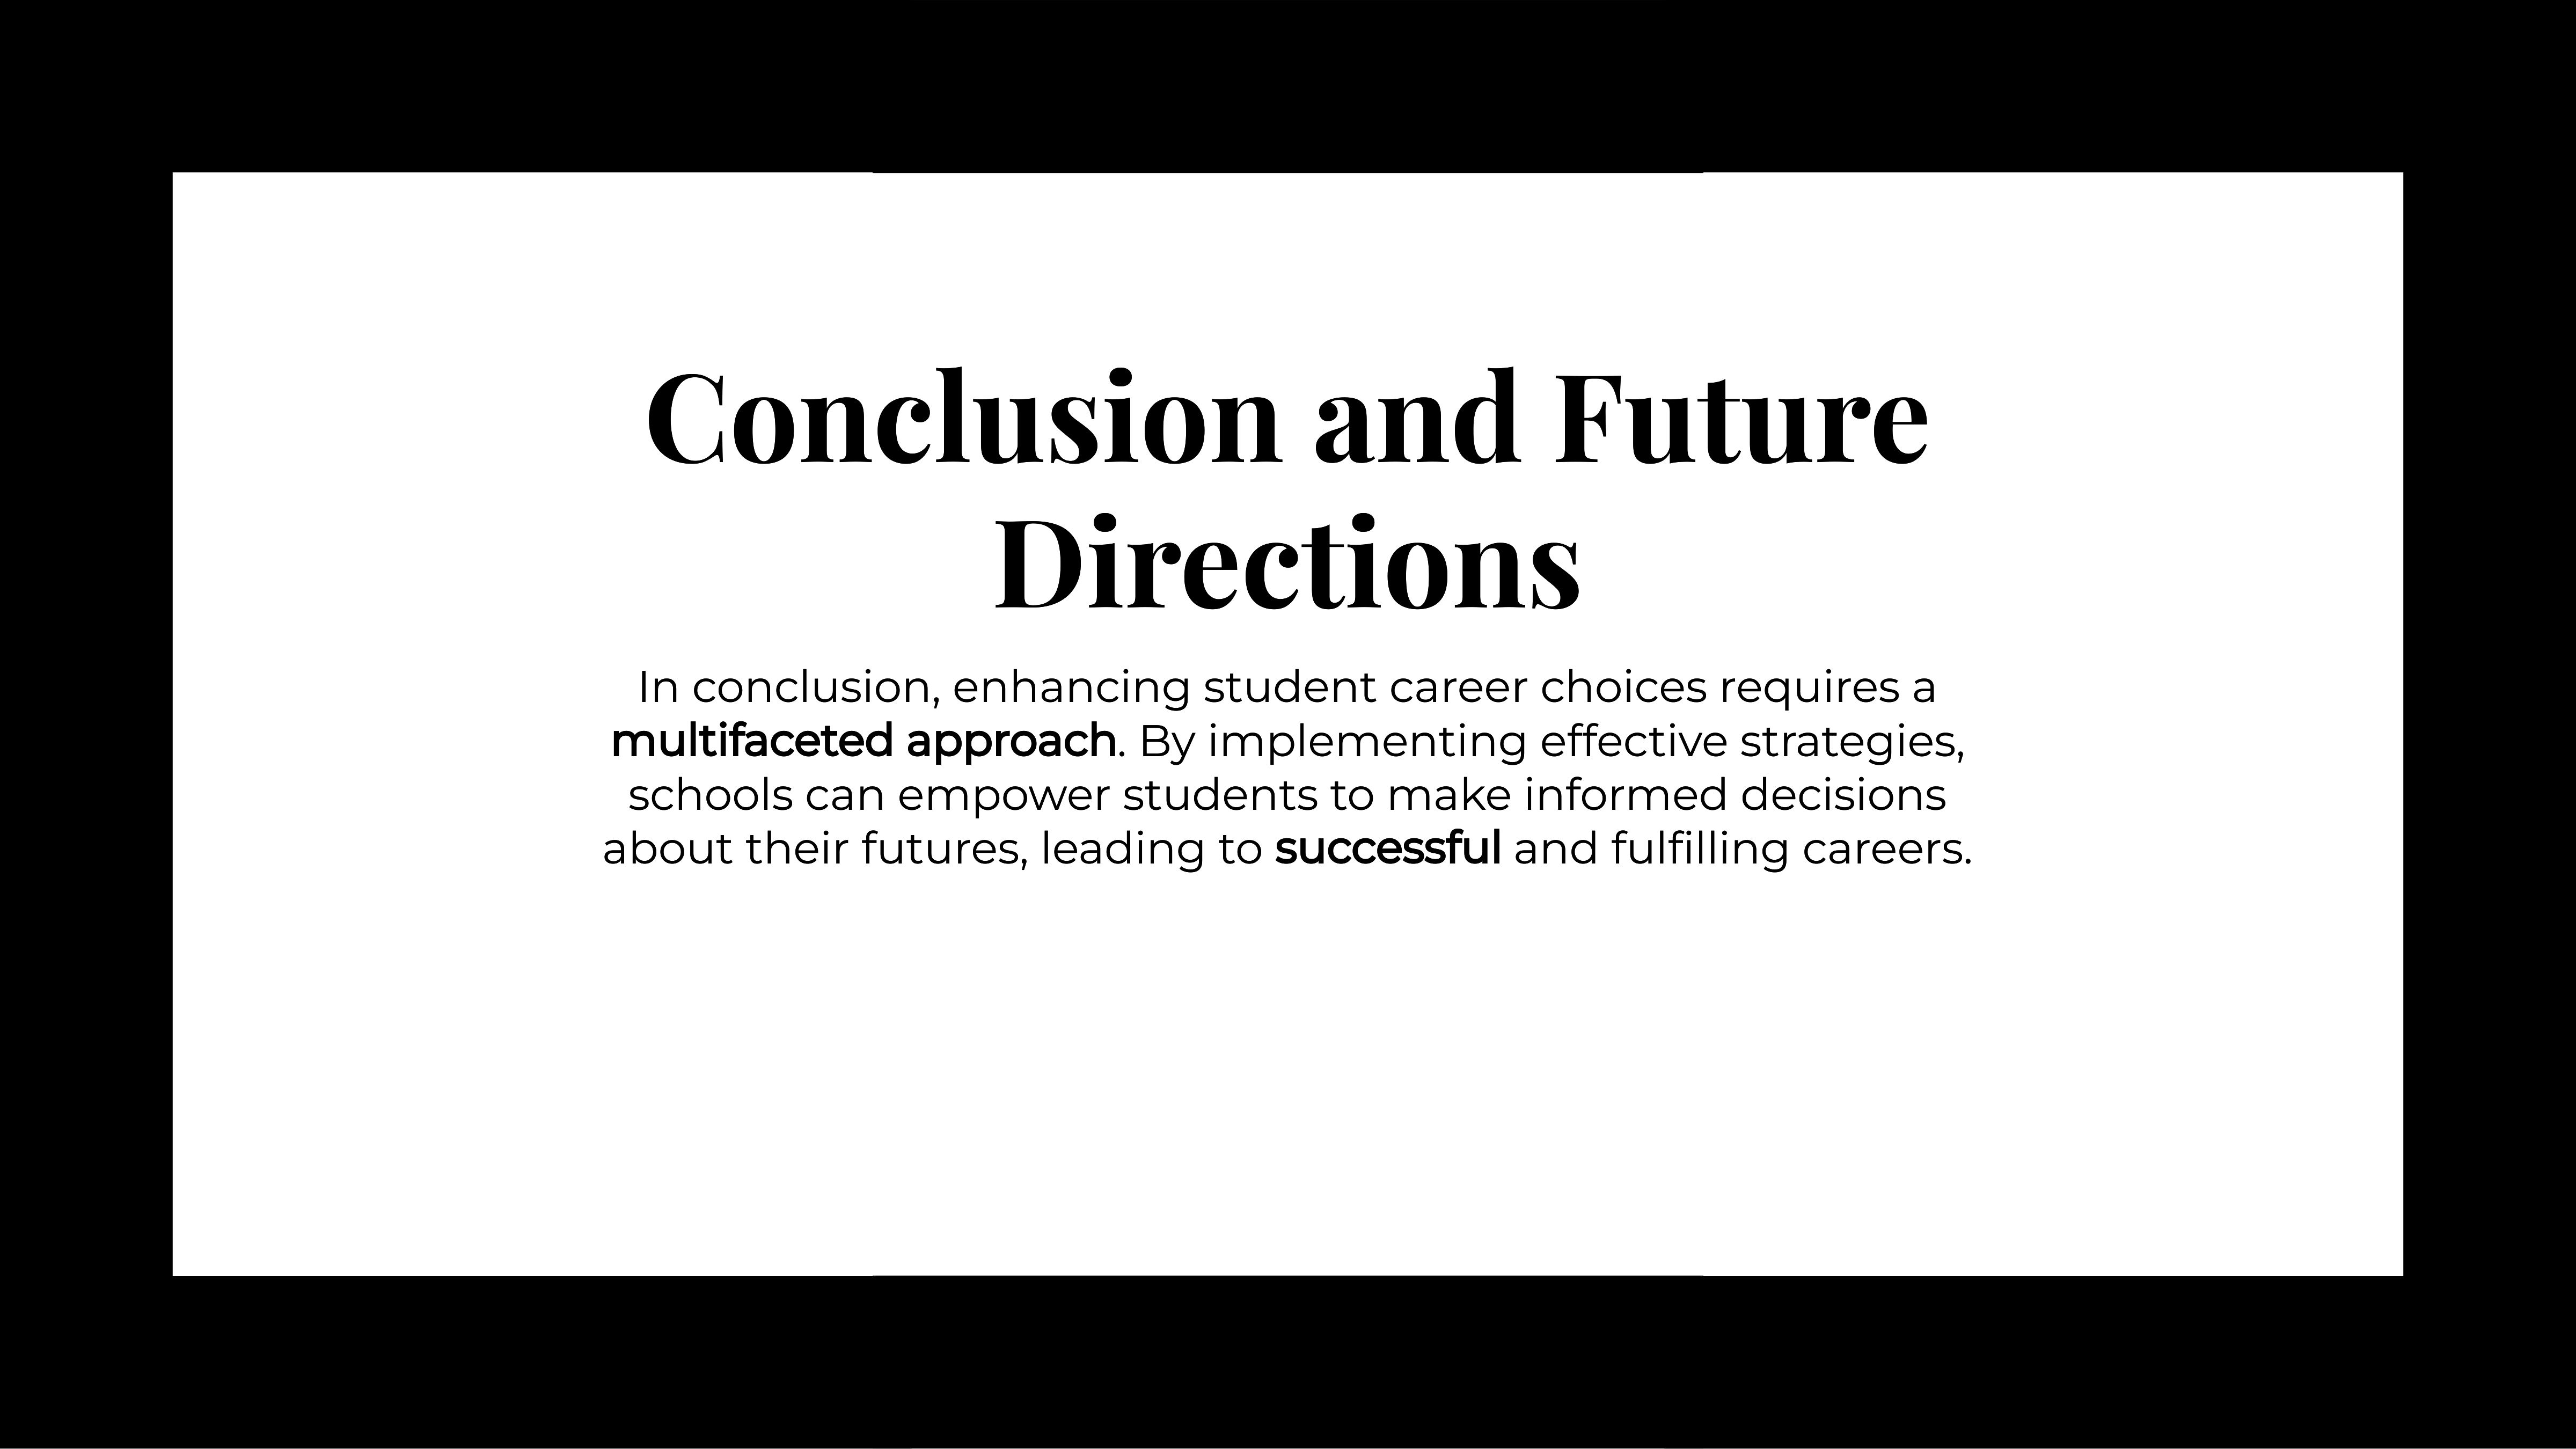 Conclusion and Future
Directions
In conclusion, enhancing student career choices requires a
multifaceted approach. By implementing effective strategies,
schools can empower students to make informed decisions
about their futures, leading to successful and fulfilling careers.